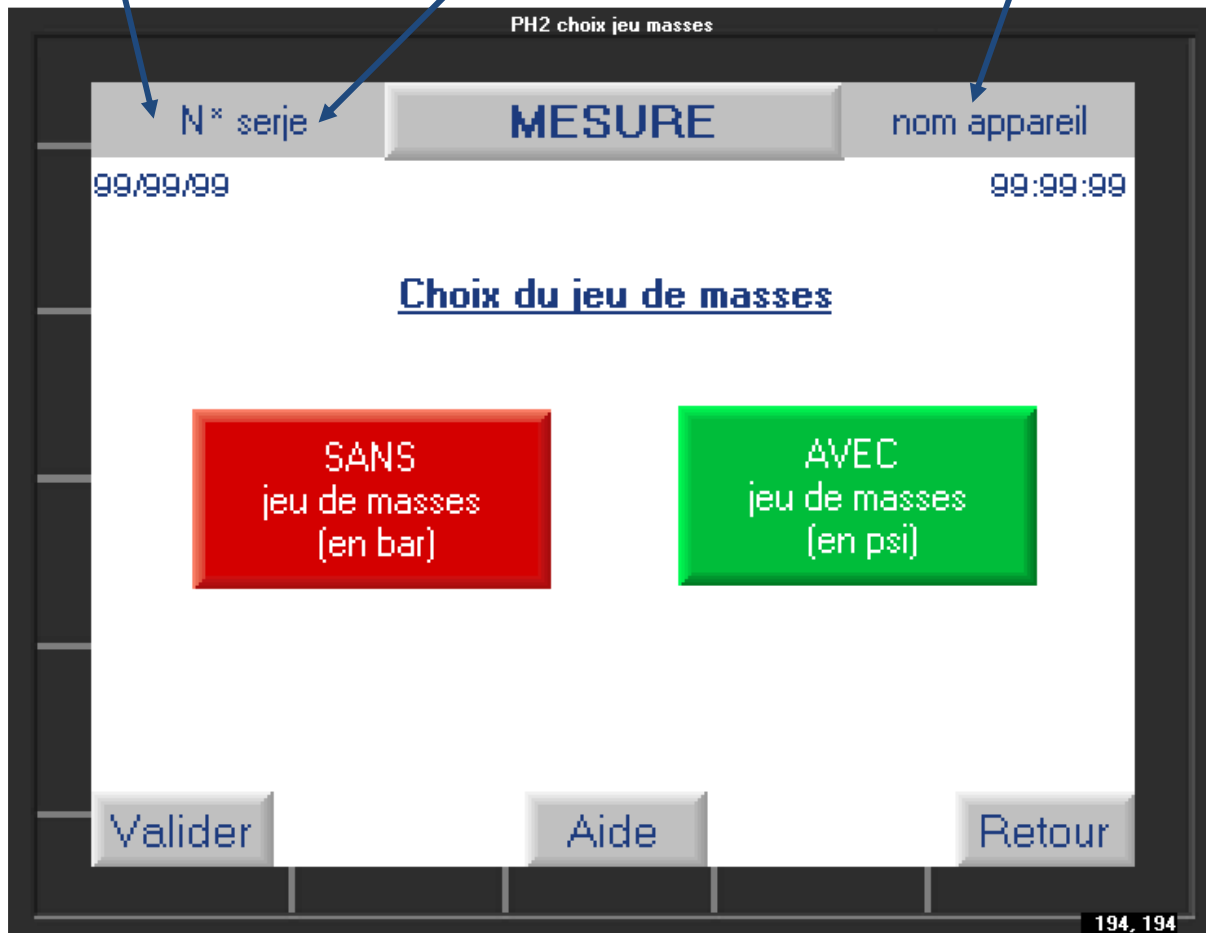 PH2 choix jeu masses
N* serje MESURE nom appareil
99/99/99 99:99:99
Choix du jeu de masses
SANS
jeu de masses
(en bar)
AVEC
jeu de masses
(en psi)
Valider Aide Retour
194, 194